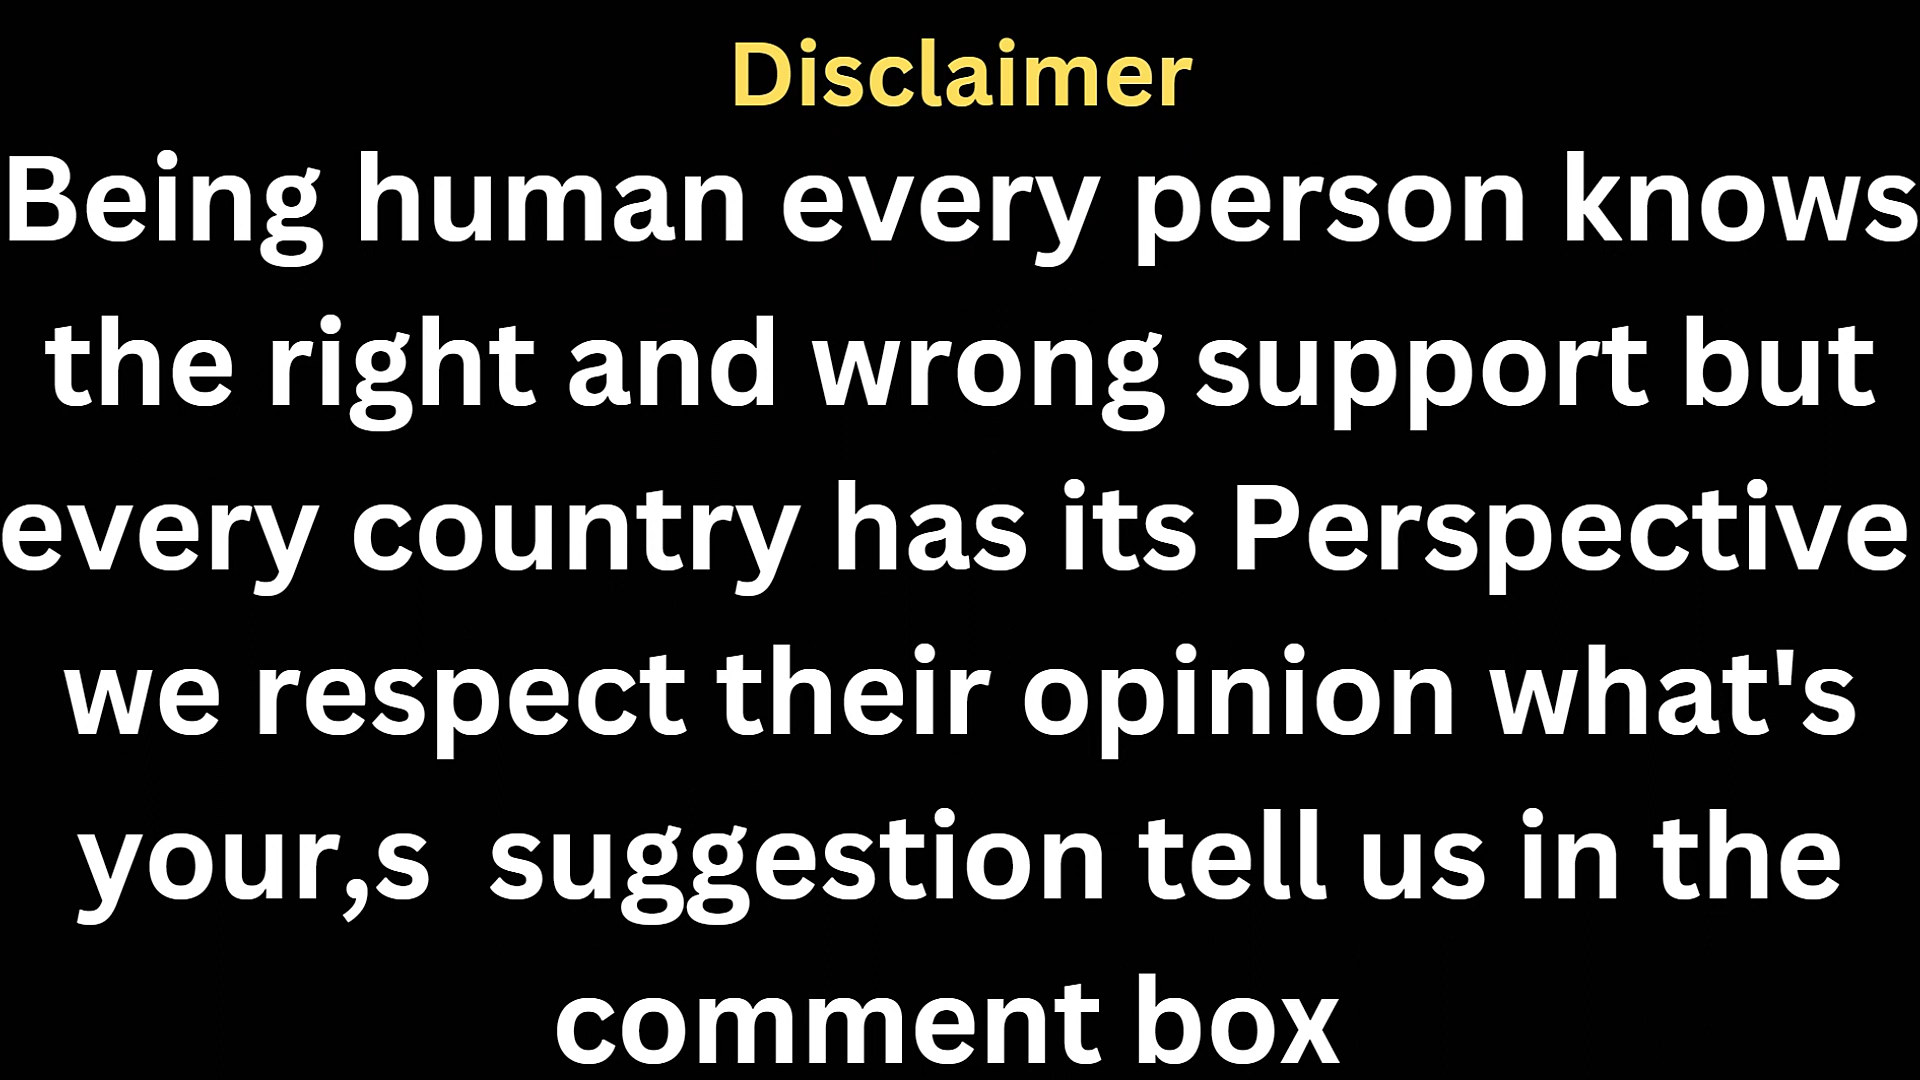 Disclaimer
Being human every person knows
the right and wrong support but
every country has its Perspective
we respect their opinion what's
your,s  suggestion tell us in the
comment box